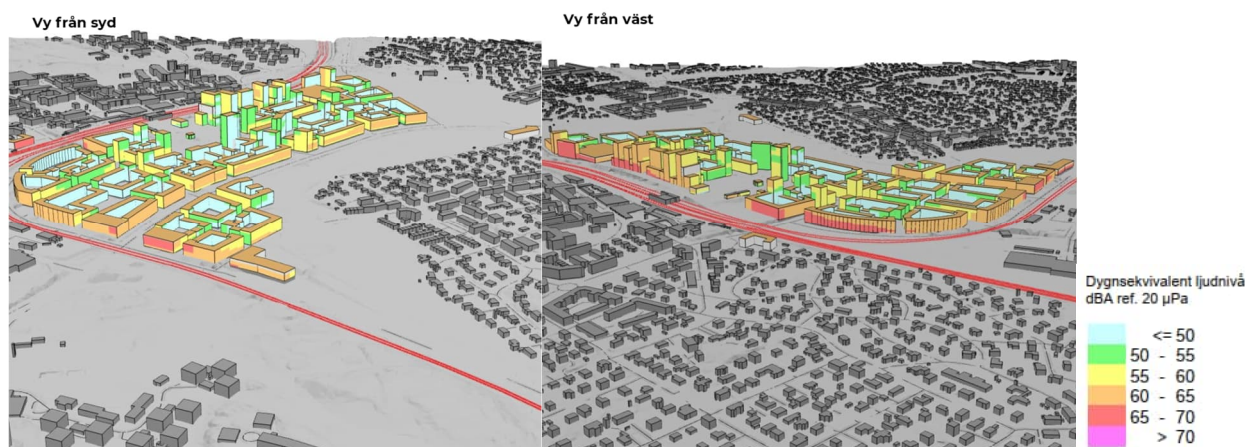 Vy från syd
Vy från väst
Dygnsekvivalent ljudnivå
dBA ref. 20 µPa
<= 50
50 - 55
55 - 60
60 - 65
65 - 70
> 70